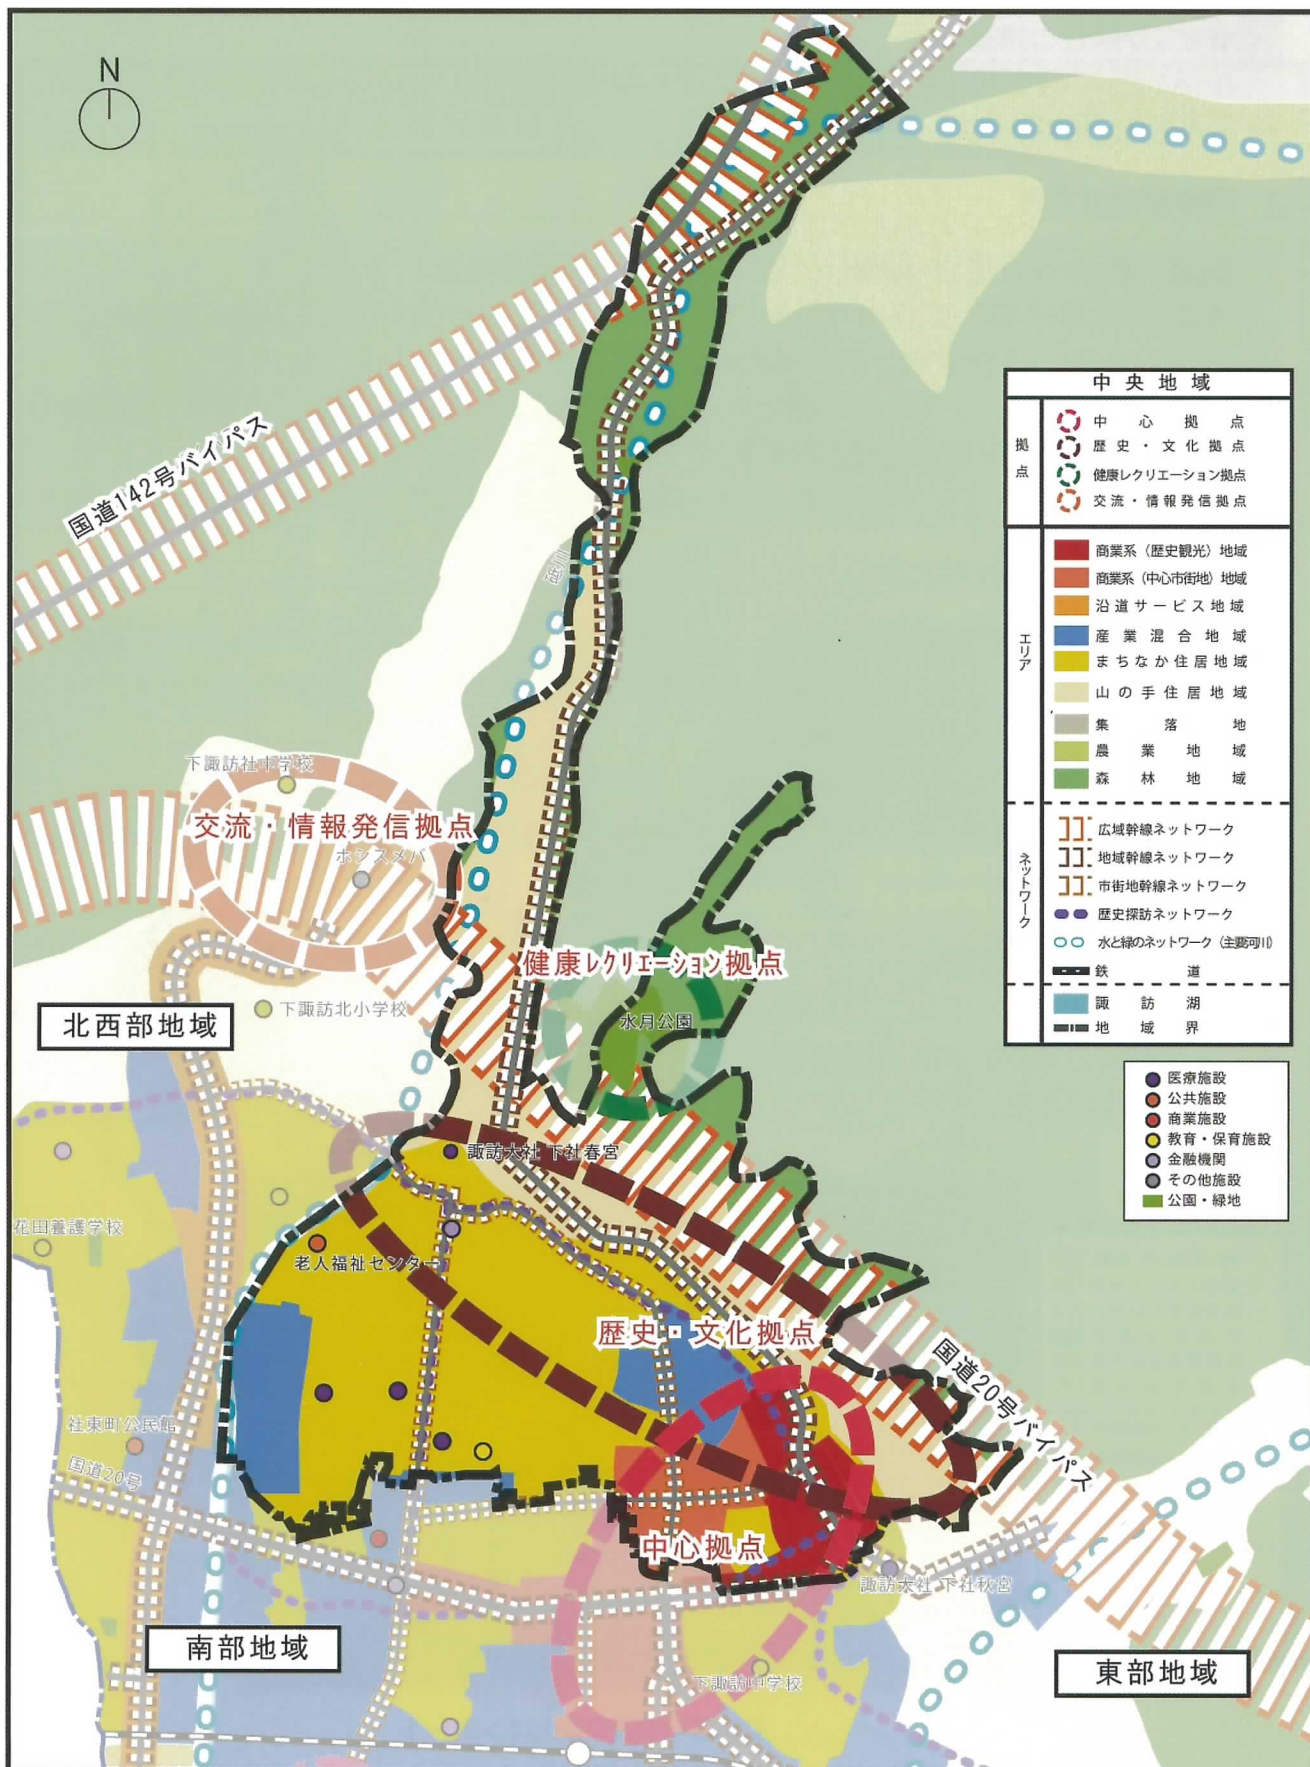 N
国道142号バイパス
砥川
中央地域
拠点
中心拠点
歴史・文化拠点
健康レクリエーション拠点
交流・情報発信拠点
エリア
商業系（歴史観光）地域
商業系（中心市街地）地域
沿道サービス地域
産業混合地域
まちなか住居地域
山の手住居地域
集落地
農業地域
森林地域
ネットワーク
広域幹線ネットワーク
地域幹線ネットワーク
市街地幹線ネットワーク
歴史探訪ネットワーク
水と緑のネットワーク（主要河川）
鉄道
諏訪湖
地域界
医療施設
公共施設
商業施設
教育・保育施設
金融機関
その他施設
公園・緑地
下諏訪社中学校
交流・情報発信拠点
ホシスメバ
健康レクリエーション拠点
水月公園
下諏訪北小学校
北西部地域
諏訪大社 下社春宮
花田養護学校
老人福祉センター
歴史・文化拠点
国道20号バイパス
社東町公民館
国道20号
中心拠点
諏訪大社 下社秋宮
南部地域
下諏訪中学校
東部地域